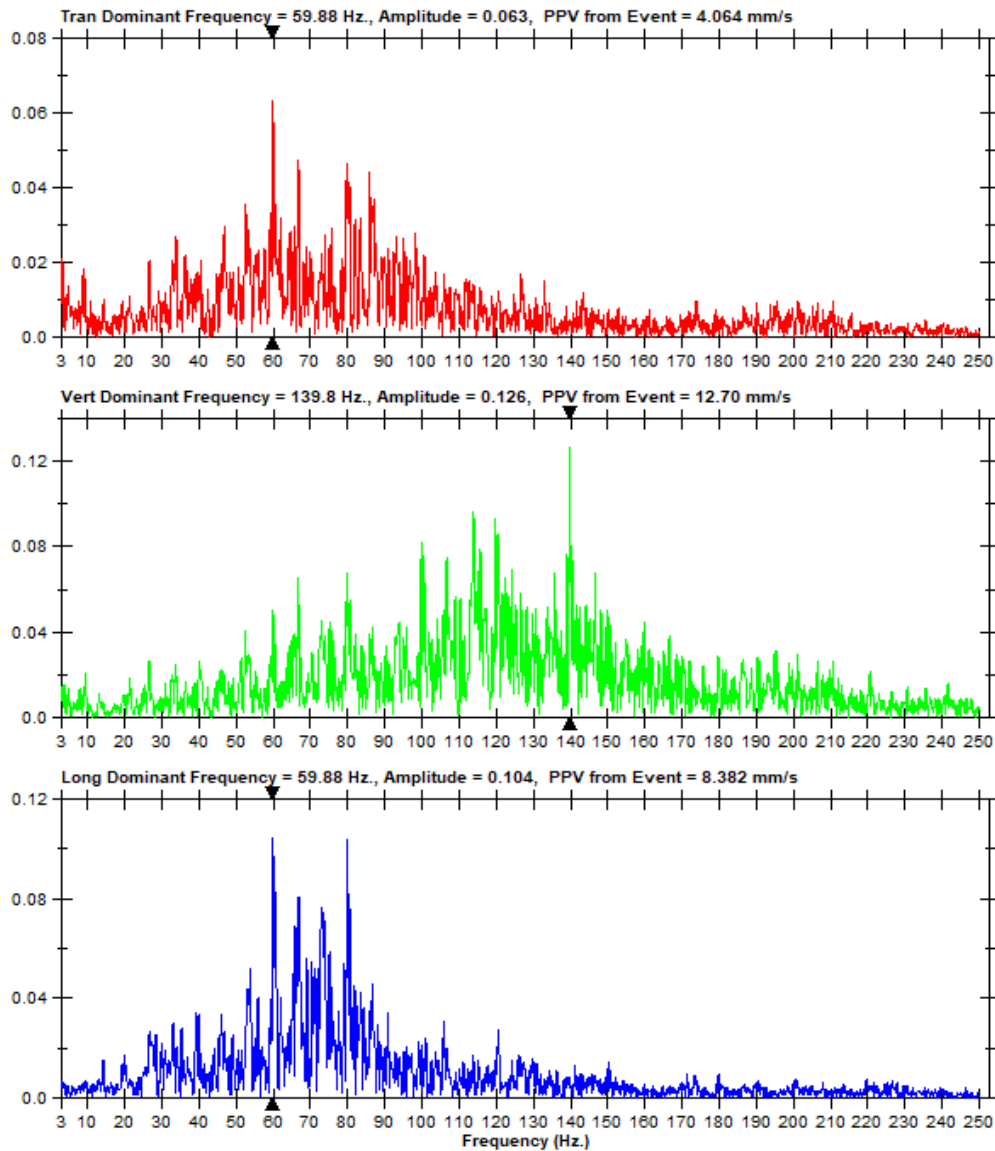 Tran Dominant Frequency = 59.88 Hz., Amplitude = 0.063,  PPV from Event = 4.064 mm/s
0.08
0.06
0.04
0.02
0.0
3 10 20 30 40 50 60 70 80 90 100 110 120 130 140 150 160 170 180 190 200 210 220 230 240 250
Vert Dominant Frequency = 139.8 Hz., Amplitude = 0.126,  PPV from Event = 12.70 mm/s
0.12
0.08
0.04
0.0
3 10 20 30 40 50 60 70 80 90 100 110 120 130 140 150 160 170 180 190 200 210 220 230 240 250
Long Dominant Frequency = 59.88 Hz., Amplitude = 0.104,  PPV from Event = 8.382 mm/s
0.12
0.08
0.04
0.0
3 10 20 30 40 50 60 70 80 90 100 110 120 130 140 150 160 170 180 190 200 210 220 230 240 250
Frequency (Hz.)